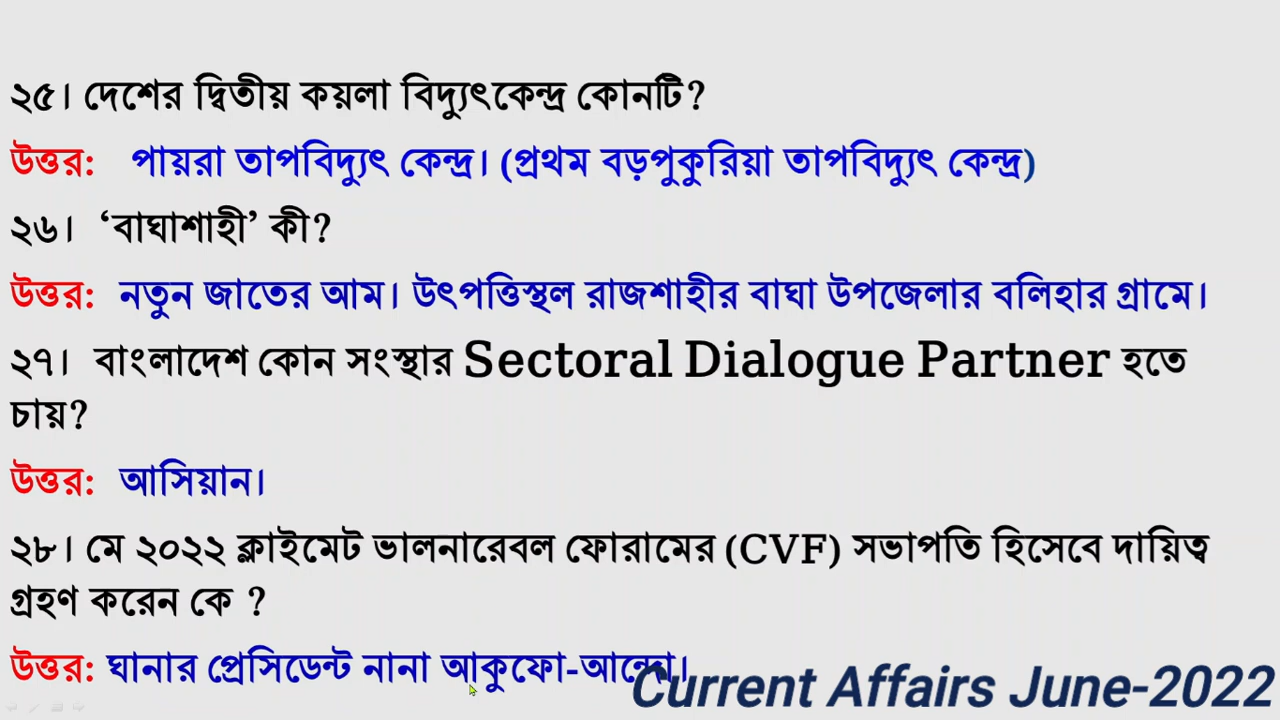 ২৫। দেশের দ্বিতীয় কয়লা বিদ্যুৎকেন্দ্র কোনটি?
উত্তর: পায়রা তাপবিদ্যুৎ কেন্দ্র। (প্রথম বড়পুকুরিয়া তাপবিদ্যুৎ কেন্দ্র)
২৬। ‘বাঘাশাহী’ কী?
উত্তর: নতুন জাতের আম। উৎপত্তিস্থল রাজশাহীর বাঘা উপজেলার বলিহার গ্রামে।
২৭। বাংলাদেশ কোন সংস্থার Sectoral Dialogue Partner হতে
চায়?
উত্তর: আসিয়ান।
২৮। মে ২০২২ ক্লাইমেট ভালনারেবল ফোরামের (CVF) সভাপতি হিসেবে দায়িত্ব
গ্রহণ করেন কে ?
উত্তর: ঘানার প্রেসিডেন্ট নানা আকুফো-আদ্দো।
Current Affairs June-2022